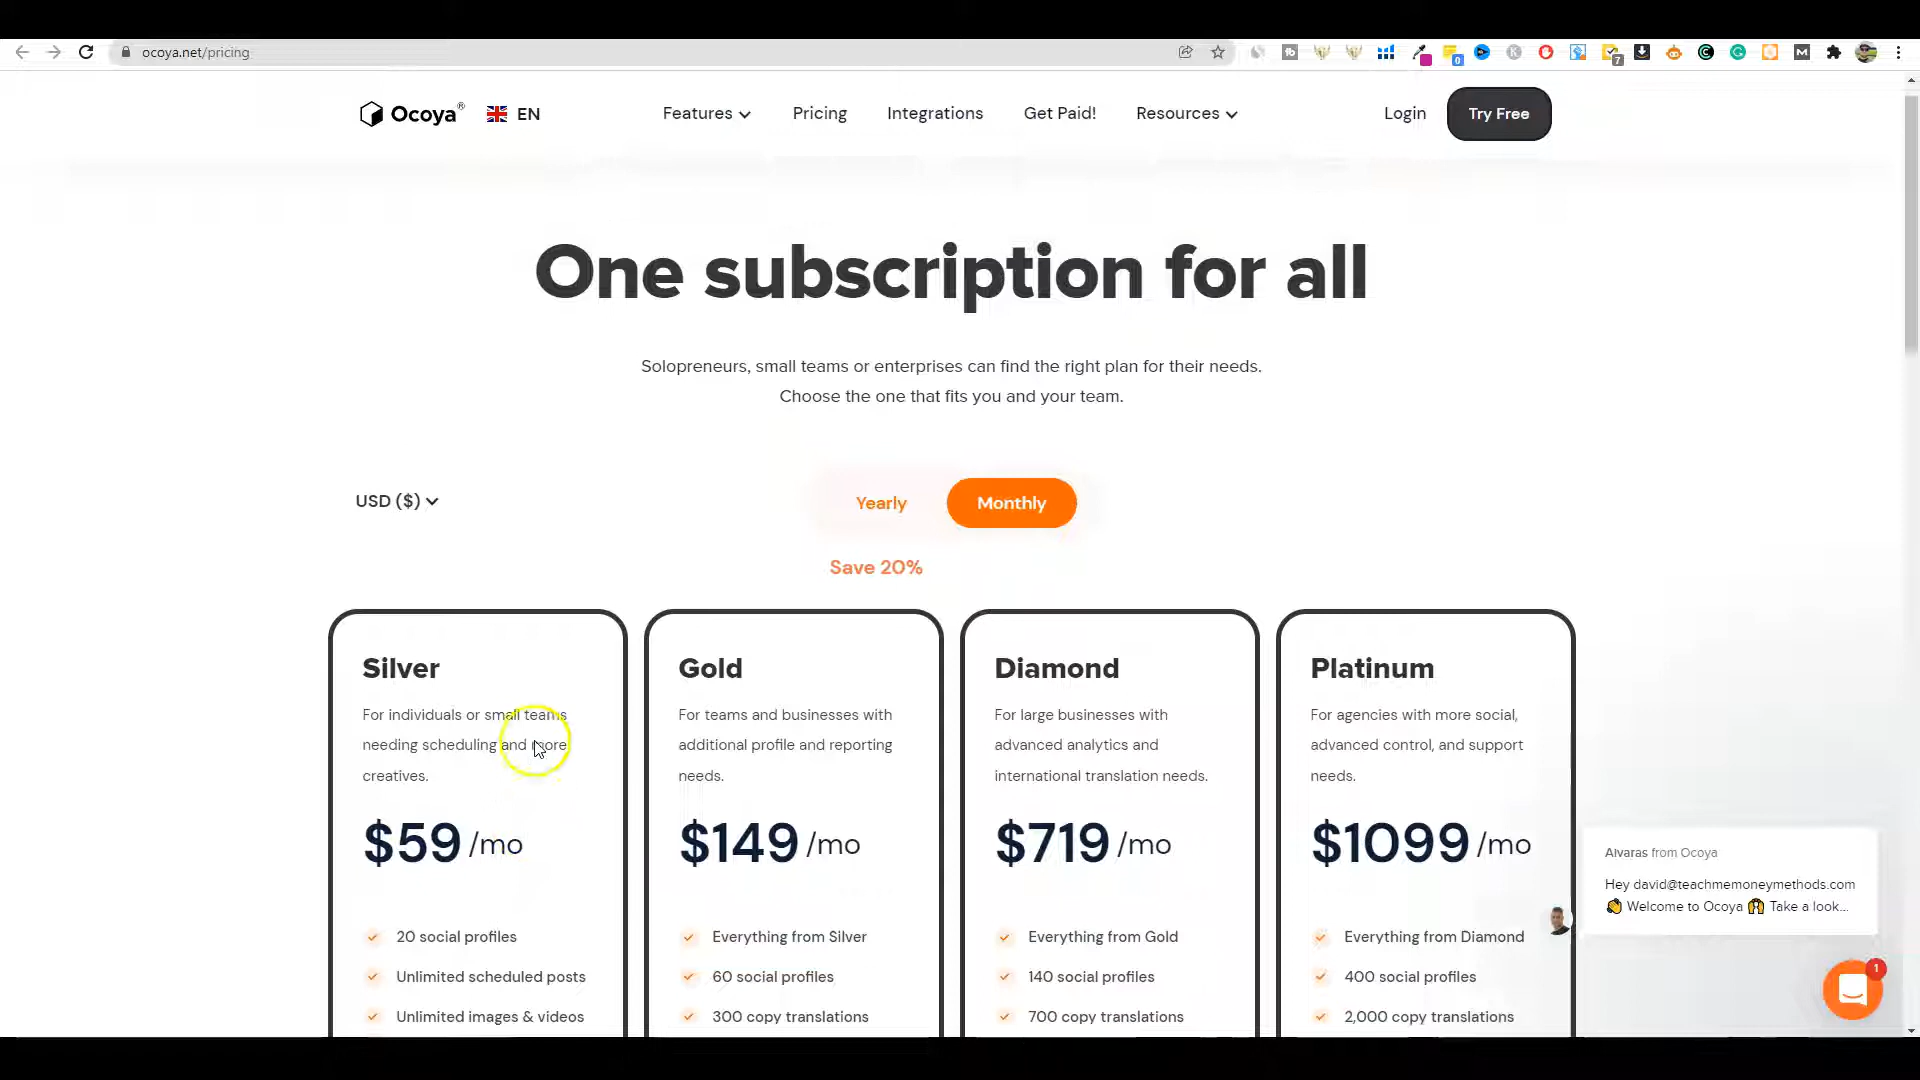 ocoya.net/pricing
0
7
Ocoya®
EN
Features
Pricing
Integrations
Get Paid!
Resources
Login
Try Free
One subscription for all
Solopreneurs, small teams or enterprises can find the right plan for their needs.
Choose the one that fits you and your team.
USD ($)
Yearly
Monthly
Save 20%
Silver
For individuals or small teams
needing scheduling and more
creatives.
$59 /mo
20 social profiles
Unlimited scheduled posts
Unlimited images & videos
Gold
For teams and businesses with
additional profile and reporting
needs.
$149 /mo
Everything from Silver
60 social profiles
300 copy translations
Diamond
For large businesses with
advanced analytics and
international translation needs.
$719 /mo
Everything from Gold
140 social profiles
700 copy translations
Platinum
For agencies with more social,
advanced control, and support
needs.
$1099 /mo
Everything from Diamond
400 social profiles
2,000 copy translations
Alvaras from Ocoya
Hey david@teachmemoneymethods.com
👏 Welcome to Ocoya 🙌 Take a look...
1